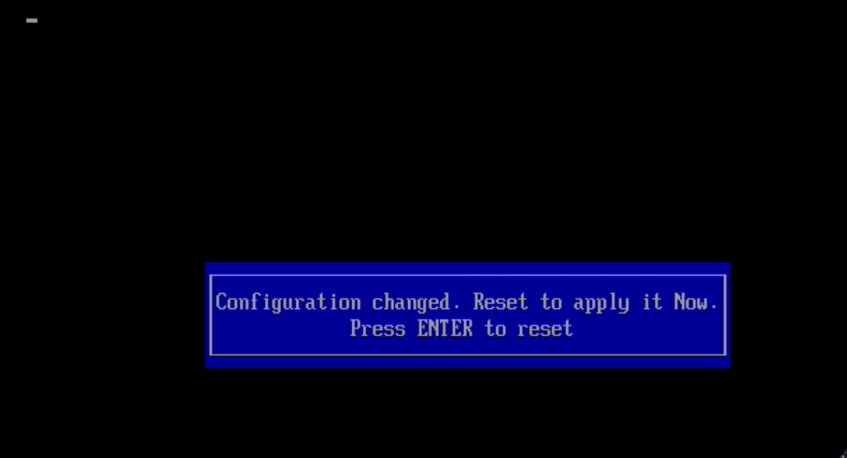 Configuration changed. Reset to apply it Now.
Press ENTER to reset